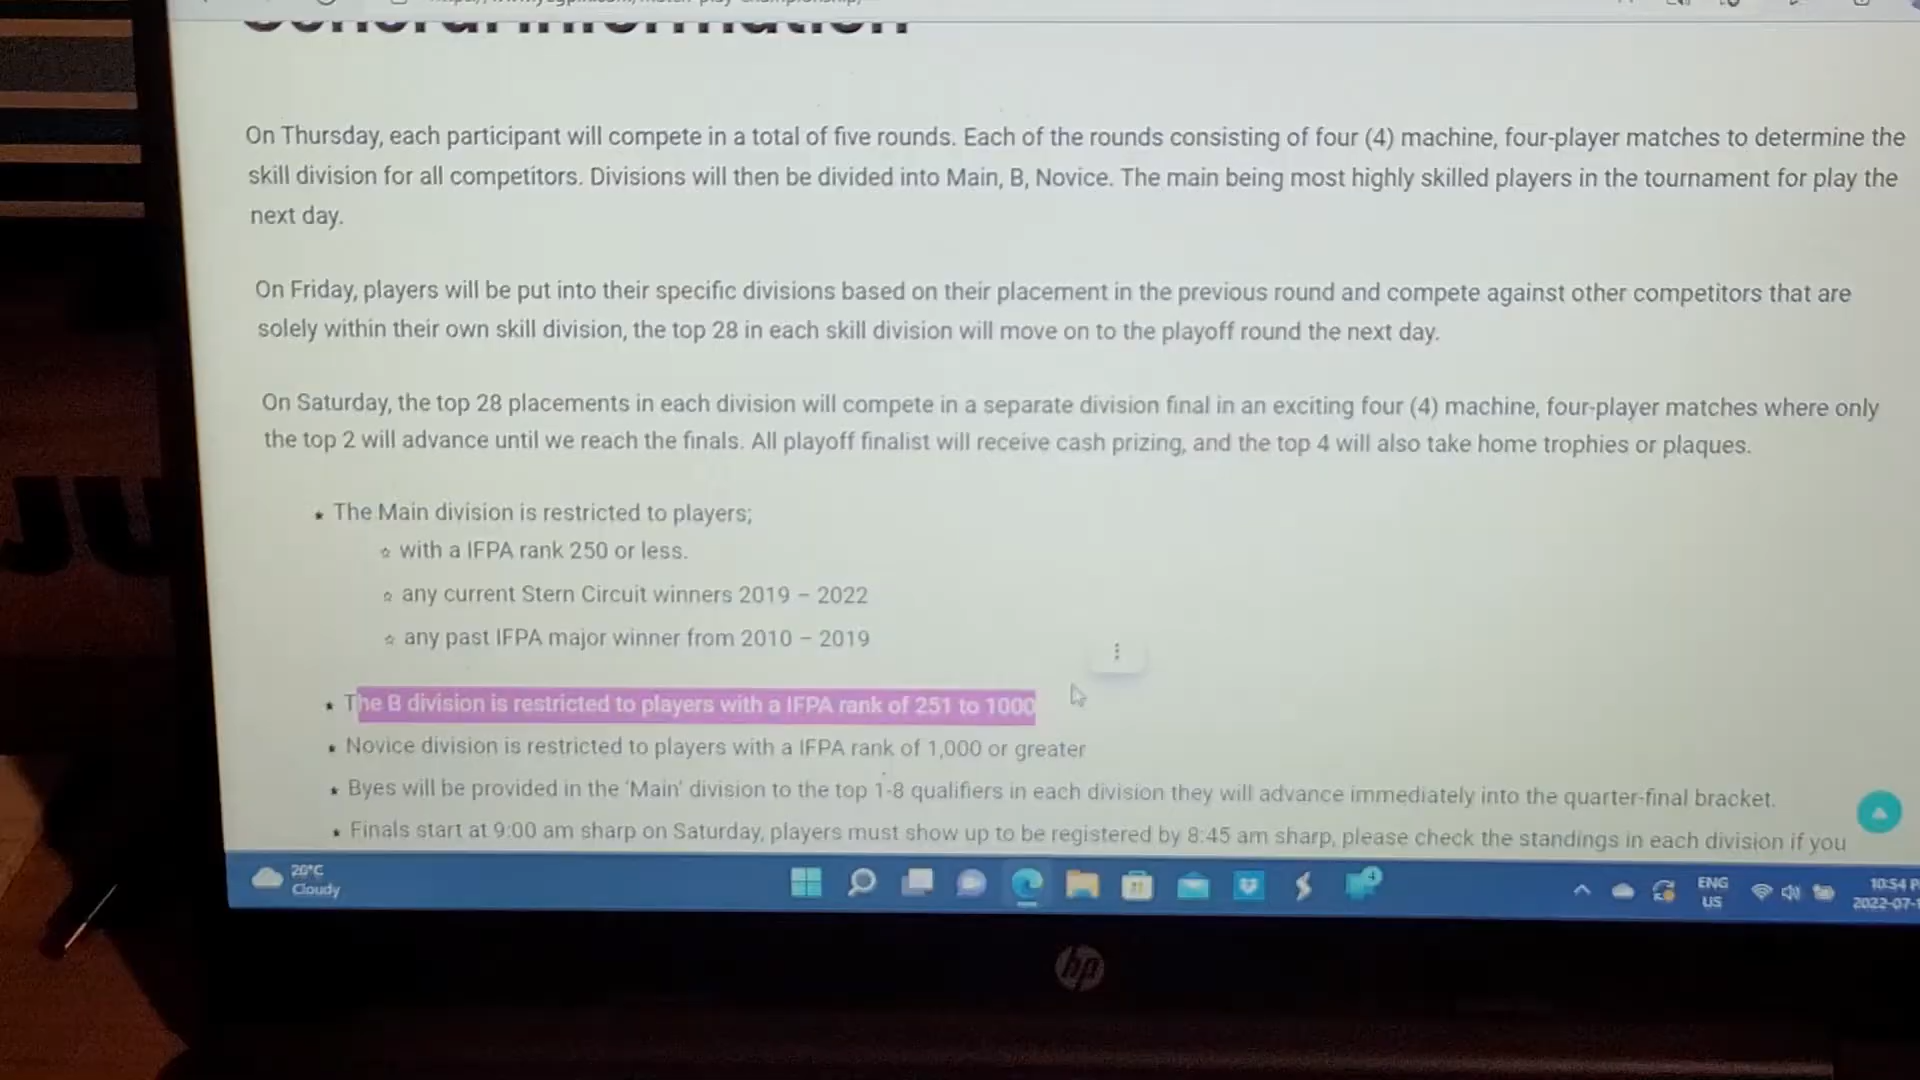 General Information
On Thursday, each participant will compete in a total of five rounds. Each of the rounds consisting of four (4) machine, four-player matches to determine the
skill division for all competitors. Divisions will then be divided into Main, B, Novice. The main being most highly skilled players in the tournament for play the
next day.
On Friday, players will be put into their specific divisions based on their placement in the previous round and compete against other competitors that are
solely within their own skill division, the top 28 in each skill division will move on to the playoff round the next day.
On Saturday, the top 28 placements in each division will compete in a separate division final in an exciting four (4) machine, four-player matches where only
the top 2 will advance until we reach the finals. All playoff finalist will receive cash prizing, and the top 4 will also take home trophies or plaques.
The Main division is restricted to players;
with a IFPA rank 250 or less.
any current Stern Circuit winners 2019 – 2022
any past IFPA major winner from 2010 – 2019
The B division is restricted to players with a IFPA rank of 251 to 1000
Novice division is restricted to players with a IFPA rank of 1,000 or greater
Byes will be provided in the ‘Main’ division to the top 1-8 qualifiers in each division they will advance immediately into the quarter-final bracket.
Finals start at 9:00 am sharp on Saturday, players must show up to be registered by 8:45 am sharp, please check the standings in each division if you
20°C
Cloudy
4
ENG
US
10:54 P
2022-07-1
hp
JU